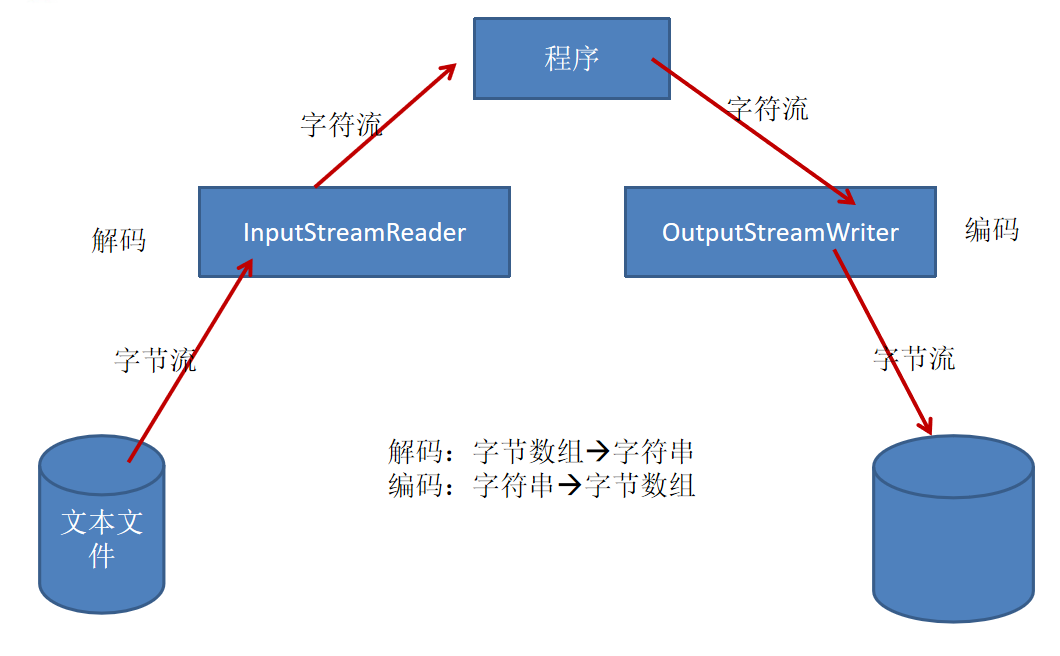 程序
字符流
字符流
InputStreamReader
OutputStreamWriter
解码
编码
字节流
字节流
解码：字节数组→字符串
编码：字符串→字节数组
文本文
件